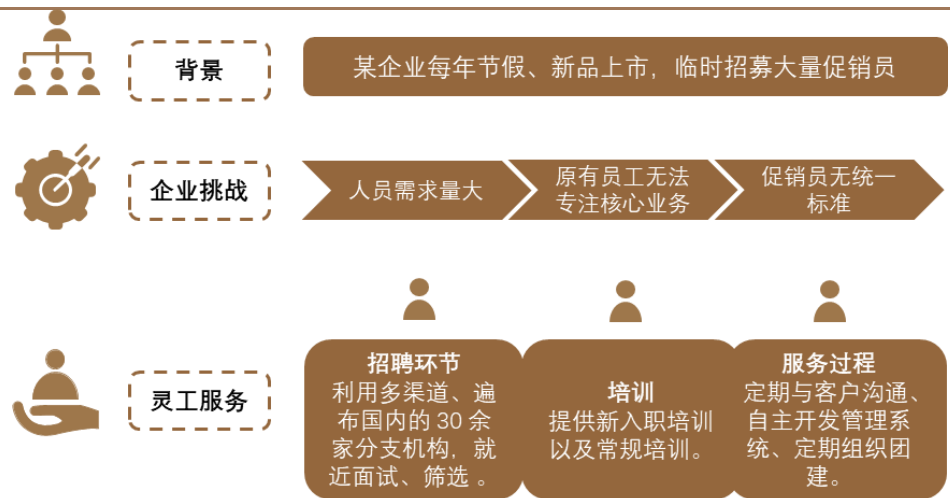 背景
某企业每年节假、新品上市，临时招募大量促销员
企业挑战
人员需求量大
原有员工无法
专注核心业务
促销员无统一
标准
灵工服务
招聘环节
利用多渠道、遍
布国内的 30 余
家分支机构，就
近面试、筛选 。
培训
提供新入职培训
以及常规培训。
服务过程
定期与客户沟通、
自主开发管理系
统、定期组织团
建。